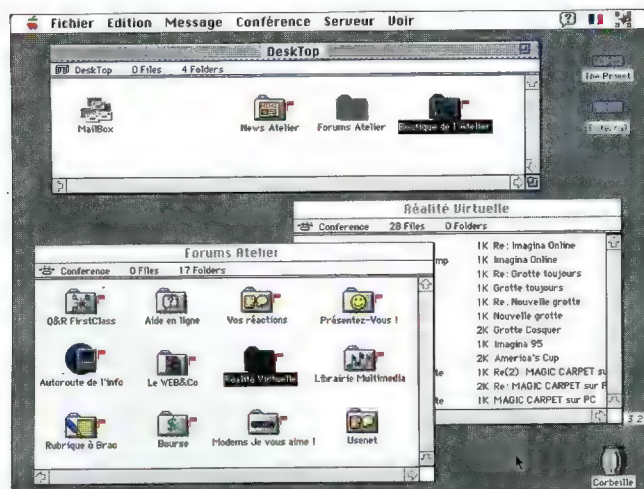 Fichier Edition Message Conférence Serveur Voir
DeskTop
DeskTop 0 Files 4 Folders
MailBox
News Atelier
Forums Atelier
Boutique de l'Atelier
Réalité Virtuelle
Conference 28 Files 0 Folders
1K Re: Imagina Online
mp 1K Imagina Online
1K Re: Grotte toujours
1K Grotte toujours
1K Re. Nouvelle grotte
1K Nouvelle grotte
2K Grotte Cosquer
1K Imagina 95
2K America's Cup
te 1K Re(2) MAGIC CARPET su
2K Re: MAGIC CARPET sur P
te 1K MAGIC CARPET sur PC
Forums Atelier
Conference 0 Files 17 Folders
Q&R FirstClass
Aide en ligne
Vos réactions
Présentez-Vous !
Autoroute de l'info
Le WEB&Co
Réalité Virtuelle
Librairie Multimedia
Rubrique à Brac
Bourse
Modems Je vous aime !
Usenet
Corbeille